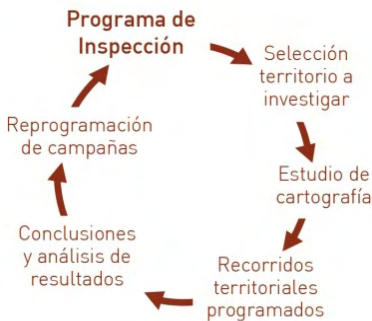 Programa de
Inspección
Selección
territorio a
investigar
Estudio de
cartografía
Recorridos
territoriales
programados
Conclusiones
y análisis de
resultados
Reprogramación
de campañas